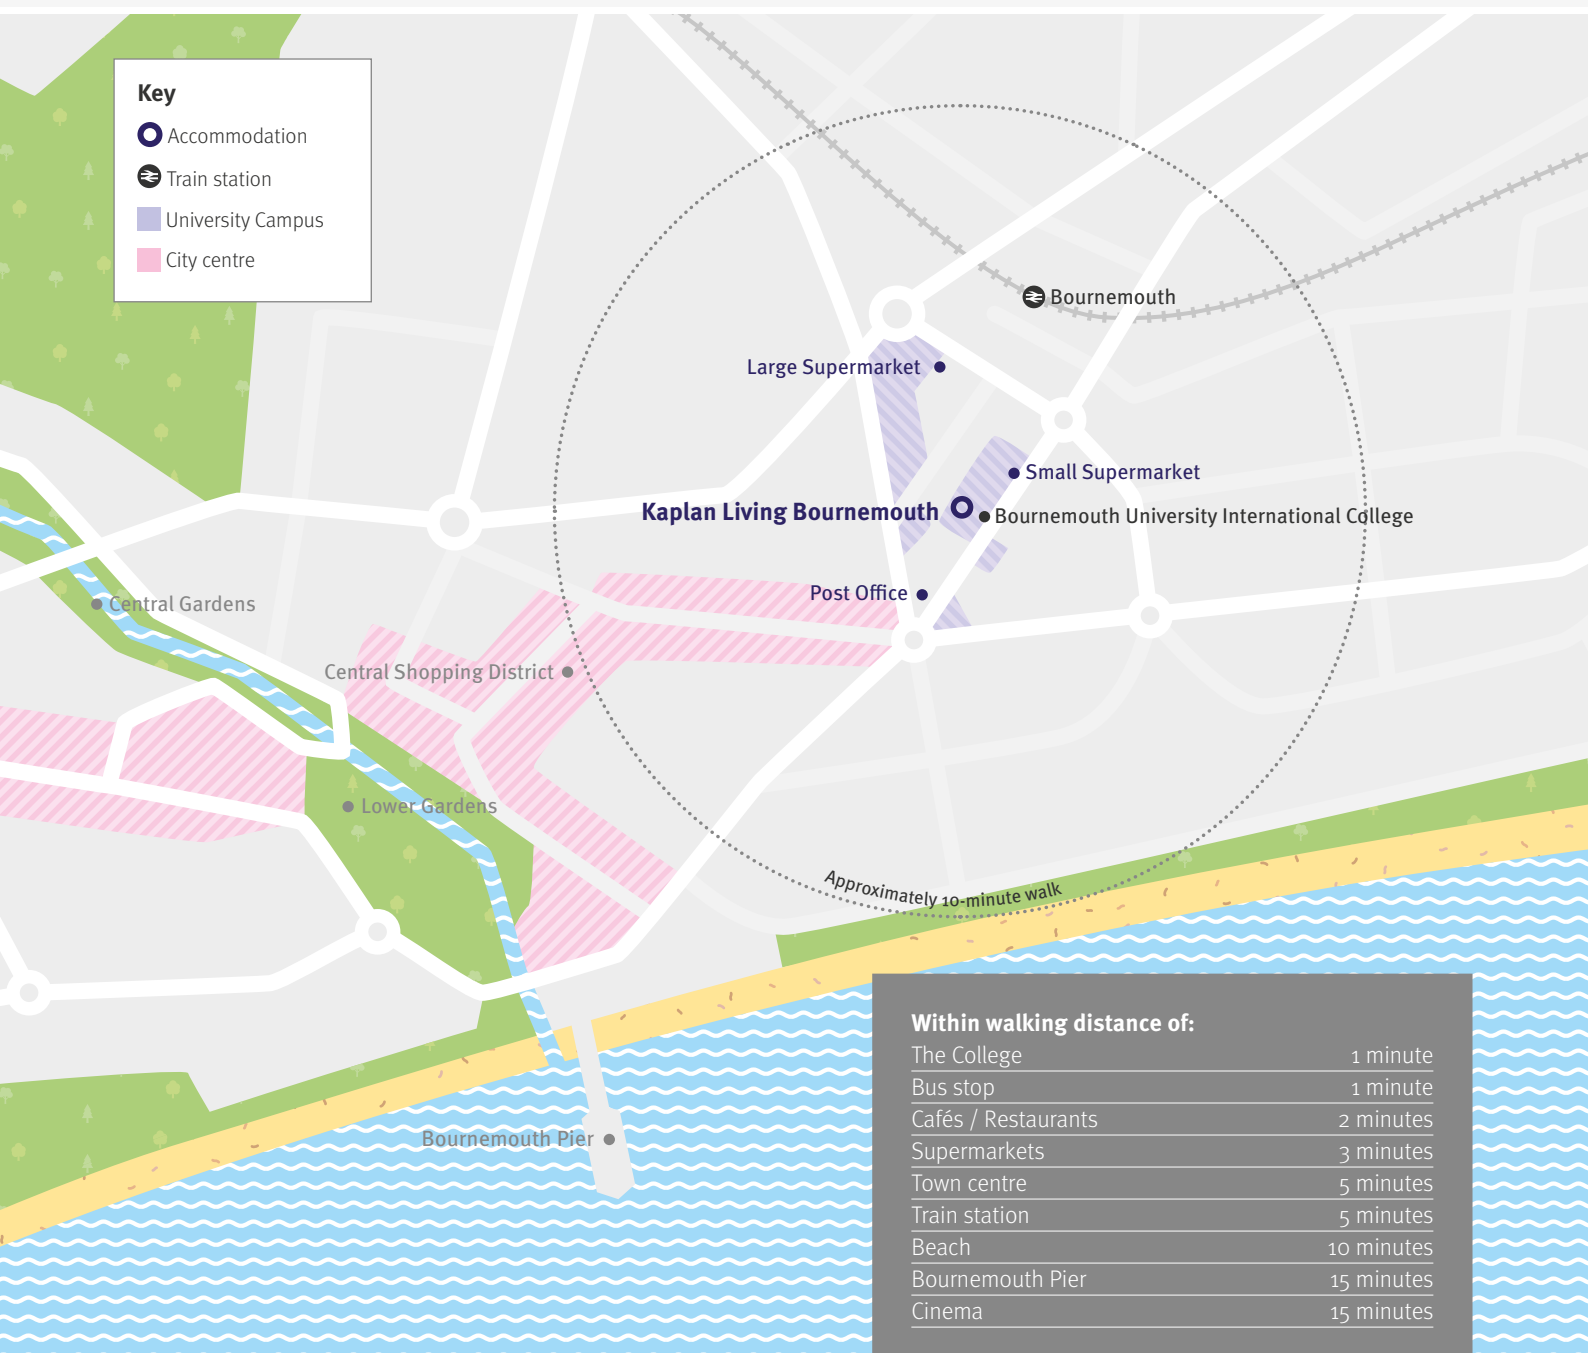 Key
Accommodation
Train station
University Campus
City centre
Bournemouth
Large Supermarket
Small Supermarket
Kaplan Living Bournemouth
Bournemouth University International College
Post Office
Central Gardens
Central Shopping District
Lower Gardens
Approximately 10-minute walk
Bournemouth Pier
Within walking distance of:
The College 1 minute
Bus stop 1 minute
Cafés / Restaurants 2 minutes
Supermarkets 3 minutes
Town centre 5 minutes
Train station 5 minutes
Beach 10 minutes
Bournemouth Pier 15 minutes
Cinema 15 minutes